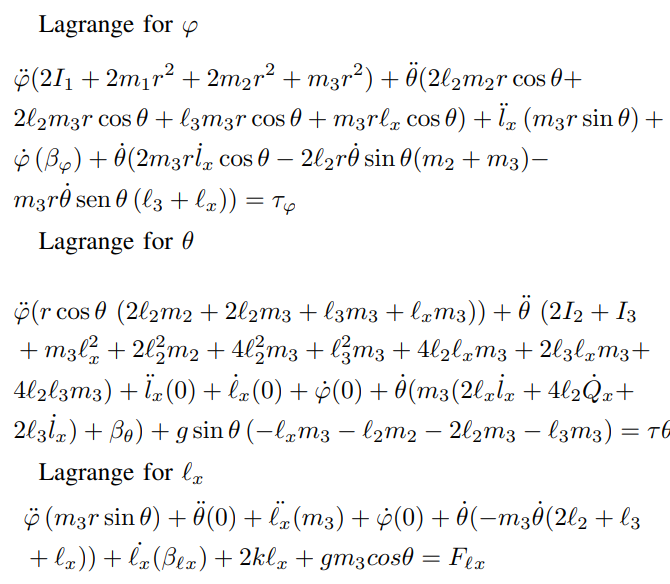 Lagrange for φ
φ̈(2I₁ + 2m₁r² + 2m₂r² + m₃r²) + θ̈(2ℓ₂m₂r cos θ+
2ℓ₂m₃r cos θ + ℓ₃m₃r cos θ + m₃rℓₓ cos θ) + l̈ₓ (m₃r sin θ) +
φ̇ (β_φ) + θ̇(2m₃rl̇ₓ cos θ − 2ℓ₂rθ̇ sin θ(m₂ + m₃)−
m₃rθ̇ sen θ (ℓ₃ + ℓₓ)) = τ_φ
Lagrange for θ
φ̈(r cos θ (2ℓ₂m₂ + 2ℓ₂m₃ + ℓ₃m₃ + ℓₓm₃)) + θ̈ (2I₂ + I₃
+ m₃ℓₓ² + 2ℓ₂²m₂ + 4ℓ₂²m₃ + ℓ₃²m₃ + 4ℓ₂ℓₓm₃ + 2ℓ₃ℓₓm₃+
4ℓ₂ℓ₃m₃) + l̈ₓ(0) + ℓ̇ₓ(0) + φ̇(0) + θ̇(m₃(2ℓₓl̇ₓ + 4ℓ₂Q̇ₓ+
2ℓ₃l̇ₓ) + β_θ) + g sin θ (−ℓₓm₃ − ℓ₂m₂ − 2ℓ₂m₃ − ℓ₃m₃) = τθ
Lagrange for ℓₓ
φ̈ (m₃r sin θ) + θ̈(0) + ℓ̈ₓ(m₃) + φ̇(0) + θ̇(−m₃θ̇(2ℓ₂ + ℓ₃
+ ℓₓ)) + ℓ̇ₓ(β_ℓₓ) + 2kℓₓ + gm₃cosθ = F_ℓₓ